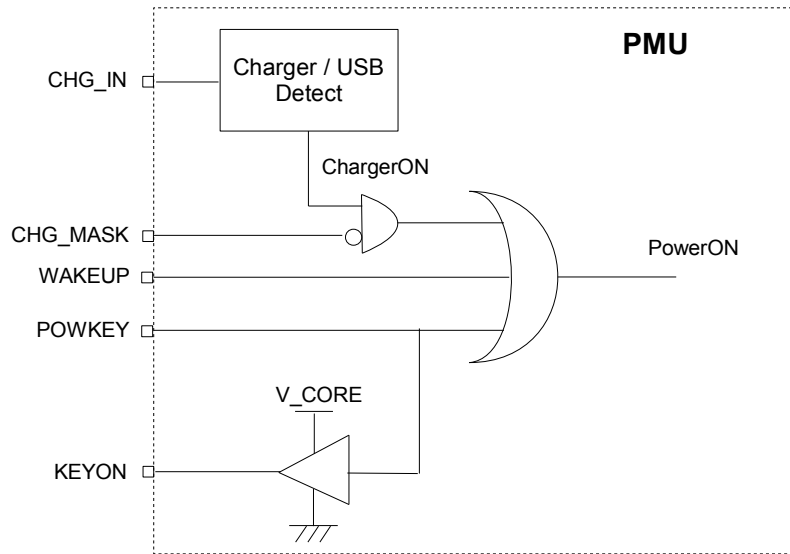 PMU
CHG_IN
Charger / USB
Detect
ChargerON
CHG_MASK
WAKEUP
PowerON
POWKEY
V_CORE
KEYON